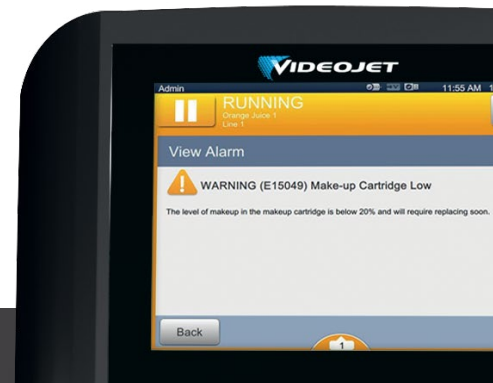 VIDEOJET
Admin
11:55 AM
RUNNING
Orange Juice 1
Line 1
View Alarm
WARNING (E15049) Make-up Cartridge Low
The level of makeup in the makeup cartridge is below 20% and will require replacing soon.
Back
1